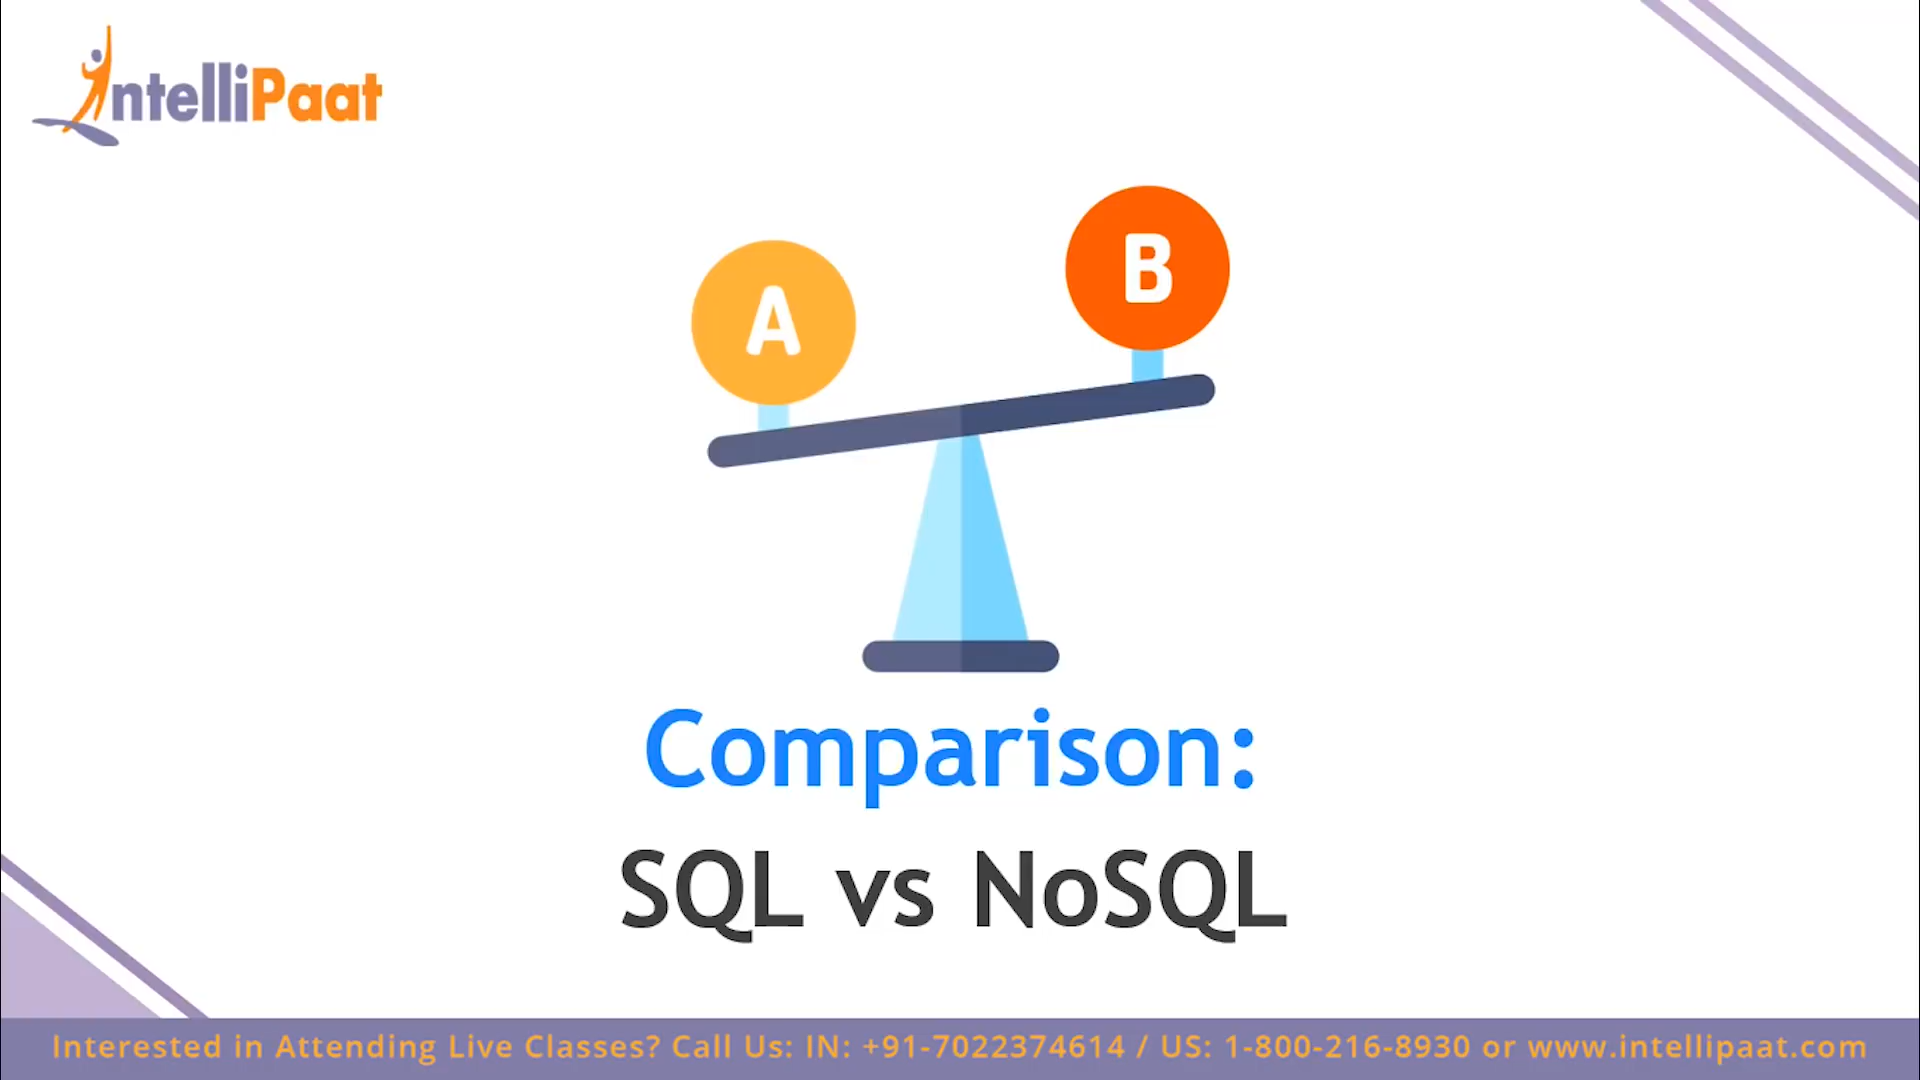 IntelliPaat
A
B
Comparison:
SQL vs NoSQL
Interested in Attending Live Classes? Call Us: IN: +91-7022374614 / US: 1-800-216-8930 or www.intellipaat.com